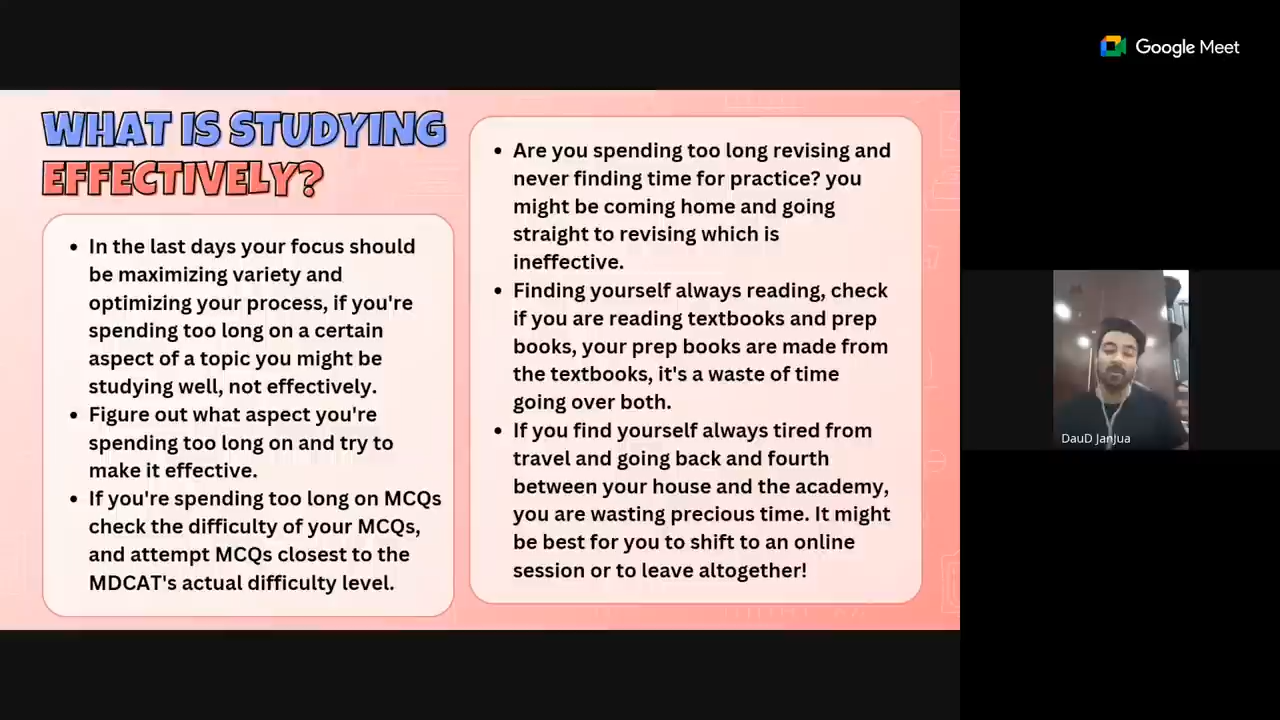 WHAT IS STUDYING
EFFECTIVELY?
In the last days your focus should
be maximizing variety and
optimizing your process, if you're
spending too long on a certain
aspect of a topic you might be
studying well, not effectively.
Figure out what aspect you're
spending too long on and try to
make it effective.
If you're spending too long on MCQs
check the difficulty of your MCQs,
and attempt MCQs closest to the
MDCAT's actual difficulty level.
Are you spending too long revising and
never finding time for practice? you
might be coming home and going
straight to revising which is
ineffective.
Finding yourself always reading, check
if you are reading textbooks and prep
books, your prep books are made from
the textbooks, it's a waste of time
going over both.
If you find yourself always tired from
travel and going back and fourth
between your house and the academy,
you are wasting precious time. It might
be best for you to shift to an online
session or to leave altogether!
Google Meet
DauD JanJua